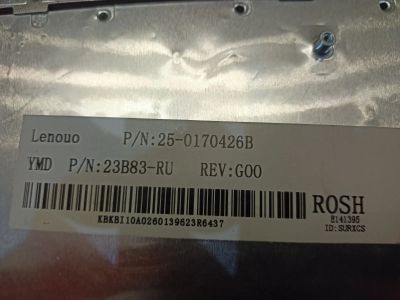 Lenouo P/N:25-0170426B
YMD P/N:23B83-RU REV:G00
KBKBI10A0260139623R6437
ROSH
E141395
ID:SURXCS